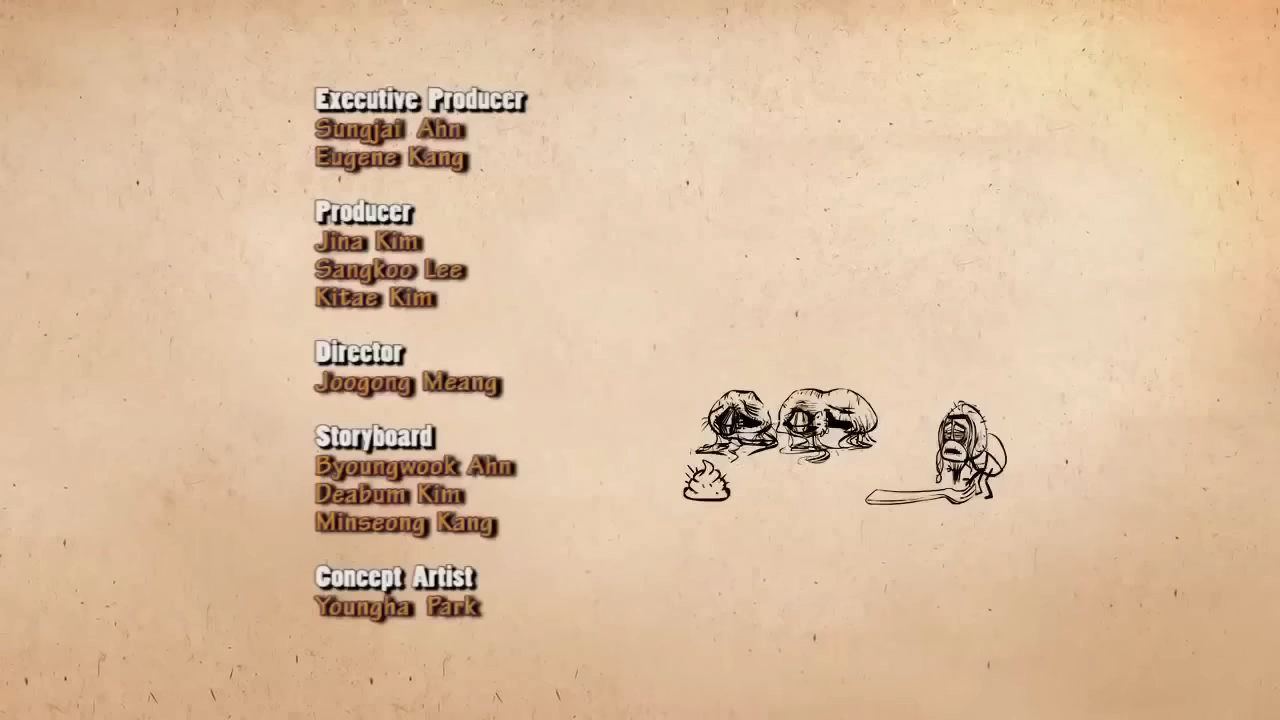 Executive Producer
Sungjai Ahn
Eugene Kang
Producer
Jina Kim
Sangkoo Lee
Kitae Kim
Director
Joogong Meang
Storyboard
Byoungwook Ahn
Deabum Kim
Minseong Kang
Concept Artist
Youngha Park